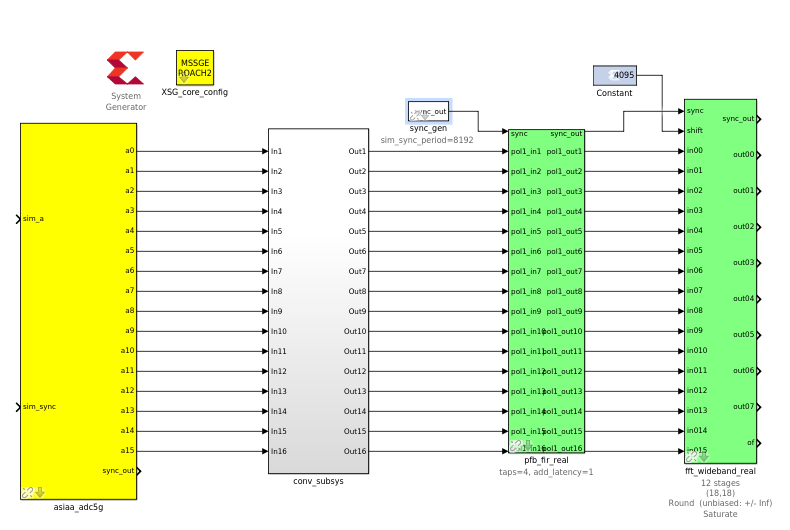 System
Generator
MSSGE
ROACH2
XSG_core_config
4095
Constant
sync_out
sync_gen
sim_sync_period=8192
sim_a
sim_sync
a0
a1
a2
a3
a4
a5
a6
a7
a8
a9
a10
a11
a12
a13
a14
a15
sync_out
asiaa_adc5g
In1 Out1
In2 Out2
In3 Out3
In4 Out4
In5 Out5
In6 Out6
In7 Out7
In8 Out8
In9 Out9
In10 Out10
In11 Out11
In12 Out12
In13 Out13
In14 Out14
In15 Out15
In16 Out16
conv_subsys
sync sync_out
pol1_in1 pol1_out1
pol1_in2 pol1_out2
pol1_in3 pol1_out3
pol1_in4 pol1_out4
pol1_in5 pol1_out5
pol1_in6 pol1_out6
pol1_in7 pol1_out7
pol1_in8 pol1_out8
pol1_in9 pol1_out9
pol1_in10 pol1_out10
pol1_in11 pol1_out11
pol1_in12 pol1_out12
pol1_in13 pol1_out13
pol1_in14 pol1_out14
pol1_in15 pol1_out15
pol1_in16 pol1_out16
pfb_fir_real
taps=4, add_latency=1
sync
shift
in00
in01
in02
in03
in04
in05
in06
in07
in08
in09
in010
in011
in012
in013
in014
in015
sync_out
out00
out01
out02
out03
out04
out05
out06
out07
of
fft_wideband_real
12 stages
(18,18)
Round (unbiased: +/- Inf)
Saturate